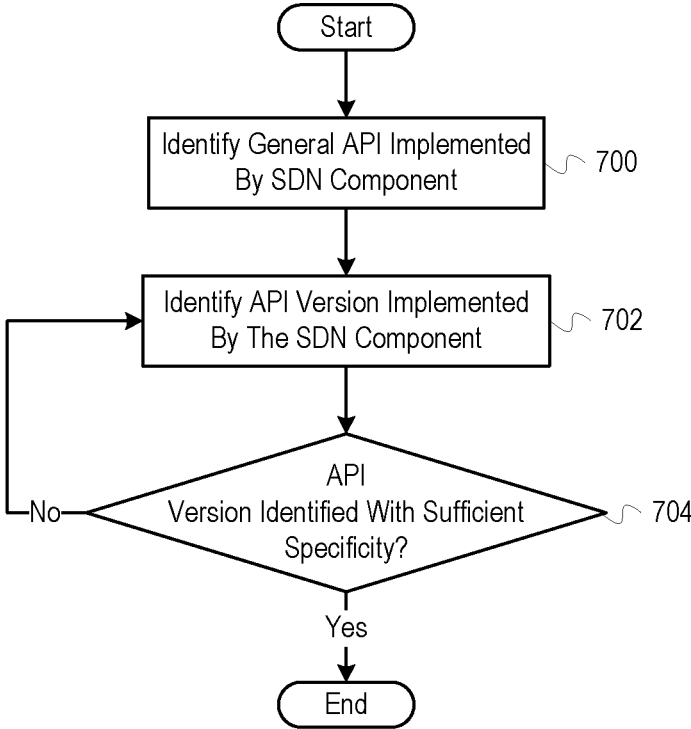 Start
Identify General API Implemented
By SDN Component
700
Identify API Version Implemented
By The SDN Component
702
API
Version Identified With Sufficient
Specificity?
704
No
Yes
End